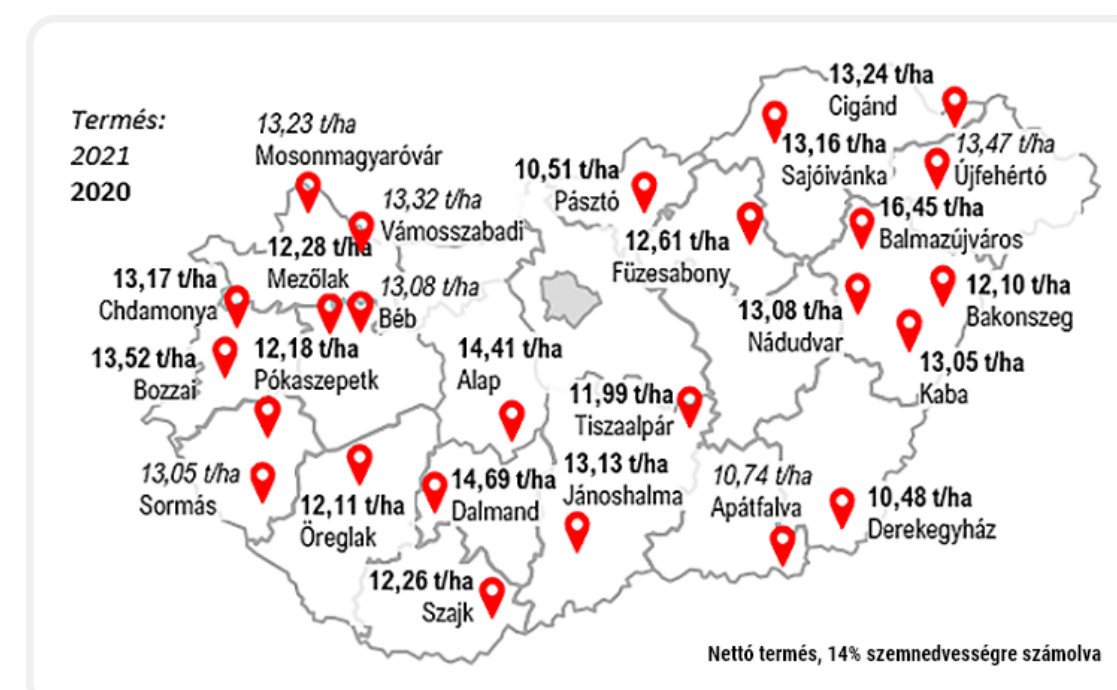 Termés:
2021
2020
13,23 t/ha
Mosonmagyaróvár
13,32 t/ha
Vámosszabadi
12,28 t/ha
Mezőlak
13,08 t/ha
Béb
13,17 t/ha
Chdamonya
13,52 t/ha
Bozzai
12,18 t/ha
Pókaszepetk
13,05 t/ha
Sormás
12,11 t/ha
Öreglak
14,41 t/ha
Alap
14,69 t/ha
Dalmand
12,26 t/ha
Szajk
10,51 t/ha
Pásztó
12,61 t/ha
Füzesabony
13,24 t/ha
Cigánd
13,16 t/ha
Sajóivánka
13,47 t/ha
Újfehértó
16,45 t/ha
Balmazújváros
12,10 t/ha
Bakonszeg
13,08 t/ha
Nádudvar
13,05 t/ha
Kaba
11,99 t/ha
Tiszaalpár
13,13 t/ha
Jánoshalma
10,74 t/ha
Apátfalva
10,48 t/ha
Derekegyház
Nettó termés, 14% szemnedvességre számolva